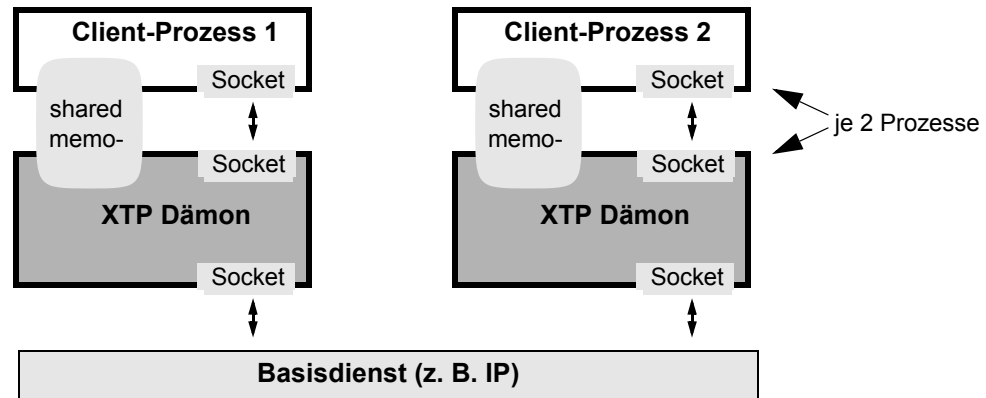 Client-Prozess 1
Client-Prozess 2
Socket
Socket
shared
memo-
shared
memo-
je 2 Prozesse
Socket
Socket
XTP Dämon
XTP Dämon
Socket
Socket
Basisdienst (z. B. IP)